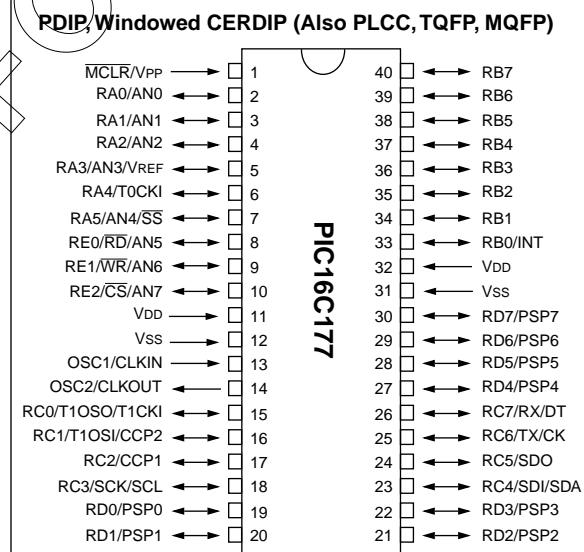 PDIP, Windowed CERDIP (Also PLCC, TQFP, MQFP)
MCLR/VPP 1 40 RB7
RA0/AN0 2 39 RB6
RA1/AN1 3 38 RB5
RA2/AN2 4 37 RB4
RA3/AN3/VREF 5 36 RB3
RA4/T0CKI 6 35 RB2
RA5/AN4/SS 7 34 RB1
RE0/RD/AN5 8 33 RB0/INT
RE1/WR/AN6 9 32 VDD
RE2/CS/AN7 10 31 VSS
VDD 11 30 RD7/PSP7
VSS 12 29 RD6/PSP6
OSC1/CLKIN 13 28 RD5/PSP5
OSC2/CLKOUT 14 27 RD4/PSP4
RC0/T1OSO/T1CKI 15 26 RC7/RX/DT
RC1/T1OSI/CCP2 16 25 RC6/TX/CK
RC2/CCP1 17 24 RC5/SDO
RC3/SCK/SCL 18 23 RC4/SDI/SDA
RD0/PSP0 19 22 RD3/PSP3
RD1/PSP1 20 21 RD2/PSP2
PIC16C177